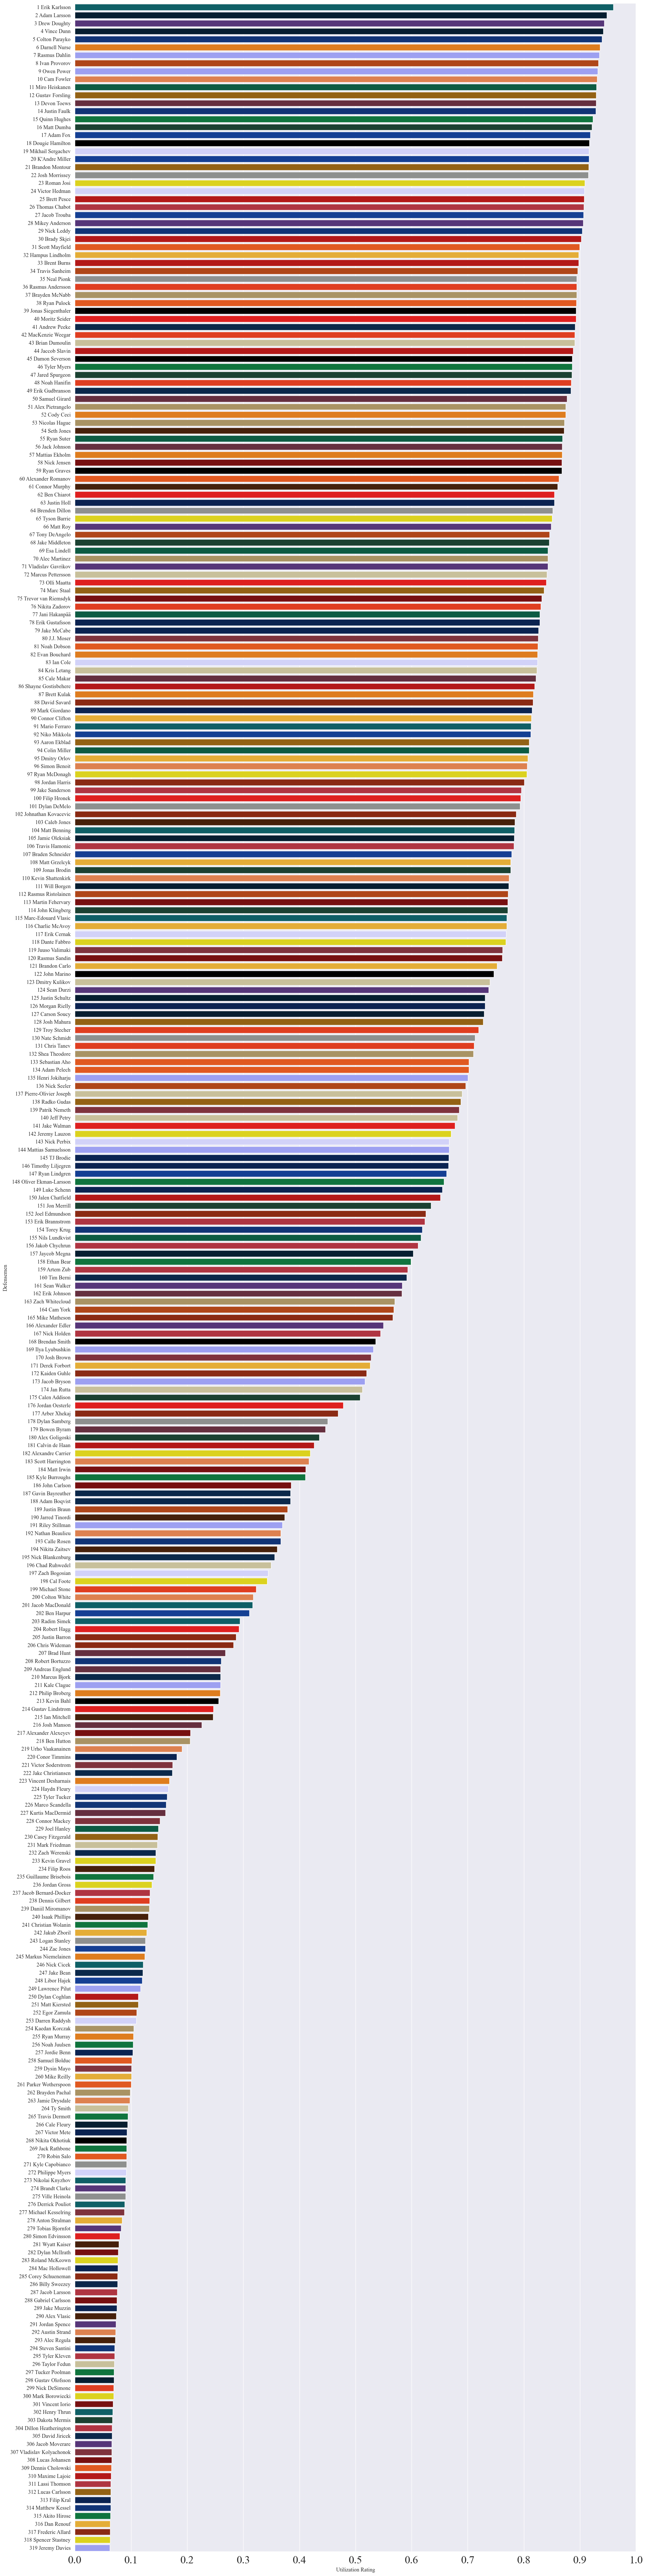 1 Erik Karlsson
2 Adam Larsson
3 Drew Doughty
4 Vince Dunn
5 Colton Parayko
6 Darnell Nurse
7 Rasmus Dahlin
8 Ivan Provorov
9 Owen Power
10 Cam Fowler
11 Miro Heiskanen
12 Gustav Forsling
13 Devon Toews
14 Justin Faulk
15 Quinn Hughes
16 Matt Dumba
17 Adam Fox
18 Dougie Hamilton
19 Mikhail Sergachev
20 K'Andre Miller
21 Brandon Montour
22 Josh Morrissey
23 Roman Josi
24 Victor Hedman
25 Brett Pesce
26 Thomas Chabot
27 Jacob Trouba
28 Mikey Anderson
29 Nick Leddy
30 Brady Skjei
31 Scott Mayfield
32 Hampus Lindholm
33 Brent Burns
34 Travis Sanheim
35 Neal Pionk
36 Rasmus Andersson
37 Brayden McNabb
38 Ryan Pulock
39 Jonas Siegenthaler
40 Moritz Seider
41 Andrew Peeke
42 MacKenzie Weegar
43 Brian Dumoulin
44 Jaccob Slavin
45 Damon Severson
46 Tyler Myers
47 Jared Spurgeon
48 Noah Hanifin
49 Erik Gudbranson
50 Samuel Girard
51 Alex Pietrangelo
52 Cody Ceci
53 Nicolas Hague
54 Seth Jones
55 Ryan Suter
56 Jack Johnson
57 Mattias Ekholm
58 Nick Jensen
59 Ryan Graves
60 Alexander Romanov
61 Connor Murphy
62 Ben Chiarot
63 Justin Holl
64 Brenden Dillon
65 Tyson Barrie
66 Matt Roy
67 Tony DeAngelo
68 Jake Middleton
69 Esa Lindell
70 Alec Martinez
71 Vladislav Gavrikov
72 Marcus Pettersson
73 Olli Maatta
74 Marc Staal
75 Trevor van Riemsdyk
76 Nikita Zadorov
77 Jani Hakanpää
78 Erik Gustafsson
79 Jake McCabe
80 J.J. Moser
81 Noah Dobson
82 Evan Bouchard
83 Ian Cole
84 Kris Letang
85 Cale Makar
86 Shayne Gostisbehere
87 Brett Kulak
88 David Savard
89 Mark Giordano
90 Connor Clifton
91 Mario Ferraro
92 Niko Mikkola
93 Aaron Ekblad
94 Colin Miller
95 Dmitry Orlov
96 Simon Benoit
97 Ryan McDonagh
98 Jordan Harris
99 Jake Sanderson
100 Filip Hronek
101 Dylan DeMelo
102 Johnathan Kovacevic
103 Caleb Jones
104 Matt Benning
105 Jamie Oleksiak
106 Travis Hamonic
107 Braden Schneider
108 Matt Grzelcyk
109 Jonas Brodin
110 Kevin Shattenkirk
111 Will Borgen
112 Rasmus Ristolainen
113 Martin Fehervary
114 John Klingberg
115 Marc-Edouard Vlasic
116 Charlie McAvoy
117 Erik Cernak
118 Dante Fabbro
119 Juuso Valimaki
120 Rasmus Sandin
121 Brandon Carlo
122 John Marino
123 Dmitry Kulikov
124 Sean Durzi
125 Justin Schultz
126 Morgan Rielly
127 Carson Soucy
128 Josh Mahura
129 Troy Stecher
130 Nate Schmidt
131 Chris Tanev
132 Shea Theodore
133 Sebastian Aho
134 Adam Pelech
135 Henri Jokiharju
136 Nick Seeler
137 Pierre-Olivier Joseph
138 Radko Gudas
139 Patrik Nemeth
140 Jeff Petry
141 Jake Walman
142 Jeremy Lauzon
143 Nick Perbix
144 Mattias Samuelsson
145 TJ Brodie
146 Timothy Liljegren
147 Ryan Lindgren
148 Oliver Ekman-Larsson
149 Luke Schenn
150 Jalen Chatfield
151 Jon Merrill
152 Joel Edmundson
153 Erik Brannstrom
154 Torey Krug
155 Nils Lundkvist
156 Jakob Chychrun
157 Jaycob Megna
158 Ethan Bear
159 Artem Zub
160 Tim Berni
161 Sean Walker
162 Erik Johnson
163 Zach Whitecloud
164 Cam York
165 Mike Matheson
166 Alexander Edler
167 Nick Holden
168 Brendan Smith
169 Ilya Lyubushkin
170 Josh Brown
171 Derek Forbort
172 Kaiden Guhle
173 Jacob Bryson
174 Jan Rutta
175 Calen Addison
176 Jordan Oesterle
177 Arber Xhekaj
178 Dylan Samberg
179 Bowen Byram
180 Alex Goligoski
181 Calvin de Haan
182 Alexandre Carrier
183 Scott Harrington
184 Matt Irwin
185 Kyle Burroughs
186 John Carlson
187 Gavin Bayreuther
188 Adam Boqvist
189 Justin Braun
190 Jarred Tinordi
191 Riley Stillman
192 Nathan Beaulieu
193 Calle Rosen
194 Nikita Zaitsev
195 Nick Blankenburg
196 Chad Ruhwedel
197 Zach Bogosian
198 Cal Foote
199 Michael Stone
200 Colton White
201 Jacob MacDonald
202 Ben Harpur
203 Radim Simek
204 Robert Hagg
205 Justin Barron
206 Chris Wideman
207 Brad Hunt
208 Robert Bortuzzo
209 Andreas Englund
210 Marcus Bjork
211 Kale Clague
212 Philip Broberg
213 Kevin Bahl
214 Gustav Lindstrom
215 Ian Mitchell
216 Josh Manson
217 Alexander Alexeyev
218 Ben Hutton
219 Urho Vaakanainen
220 Conor Timmins
221 Victor Soderstrom
222 Jake Christiansen
223 Vincent Desharnais
224 Haydn Fleury
225 Tyler Tucker
226 Marco Scandella
227 Kurtis MacDermid
228 Connor Mackey
229 Joel Hanley
230 Casey Fitzgerald
231 Mark Friedman
232 Zach Werenski
233 Kevin Gravel
234 Filip Roos
235 Guillaume Brisebois
236 Jordan Gross
237 Jacob Bernard-Docker
238 Dennis Gilbert
239 Daniil Miromanov
240 Isaak Phillips
241 Christian Wolanin
242 Jakub Zboril
243 Logan Stanley
244 Zac Jones
245 Markus Niemelainen
246 Nick Cicek
247 Jake Bean
248 Libor Hajek
249 Lawrence Pilut
250 Dylan Coghlan
251 Matt Kiersted
252 Egor Zamula
253 Darren Raddysh
254 Kaedan Korczak
255 Ryan Murray
256 Noah Juulsen
257 Jordie Benn
258 Samuel Bolduc
259 Dysin Mayo
260 Mike Reilly
261 Parker Wotherspoon
262 Brayden Pachal
263 Jamie Drysdale
264 Ty Smith
265 Travis Dermott
266 Cale Fleury
267 Victor Mete
268 Nikita Okhotiuk
269 Jack Rathbone
270 Robin Salo
271 Kyle Capobianco
272 Philippe Myers
273 Nikolai Knyzhov
274 Brandt Clarke
275 Ville Heinola
276 Derrick Pouliot
277 Michael Kesselring
278 Anton Stralman
279 Tobias Bjornfot
280 Simon Edvinsson
281 Wyatt Kaiser
282 Dylan McIlrath
283 Roland McKeown
284 Mac Hollowell
285 Corey Schueneman
286 Billy Sweezey
287 Jacob Larsson
288 Gabriel Carlsson
289 Jake Muzzin
290 Alex Vlasic
291 Jordan Spence
292 Austin Strand
293 Alec Regula
294 Steven Santini
295 Tyler Kleven
296 Taylor Fedun
297 Tucker Poolman
298 Gustav Olofsson
299 Nick DeSimone
300 Mark Borowiecki
301 Vincent Iorio
302 Henry Thrun
303 Dakota Mermis
304 Dillon Heatherington
305 David Jiricek
306 Jacob Moverare
307 Vladislav Kolyachonok
308 Lucas Johansen
309 Dennis Cholowski
310 Maxime Lajoie
311 Lassi Thomson
312 Lucas Carlsson
313 Filip Kral
314 Matthew Kessel
315 Akito Hirose
316 Dan Renouf
317 Frederic Allard
318 Spencer Stastney
319 Jeremy Davies
Defensemen
0.0 0.1 0.2 0.3 0.4 0.5 0.6 0.7 0.8 0.9 1.0
Utilization Rating